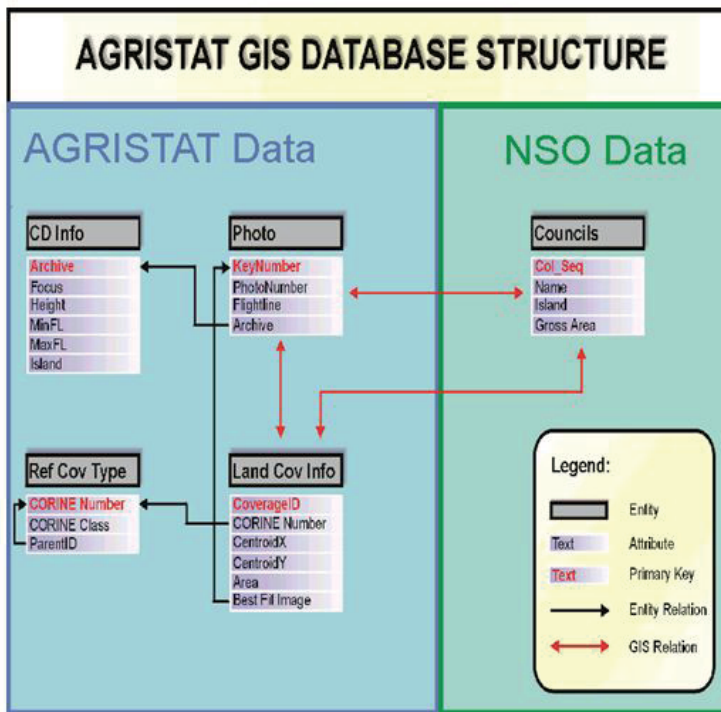 AGRISTAT GIS DATABASE STRUCTURE
AGRISTAT Data
NSO Data
CD Info
Archive
Focus
Height
MinFL
MaxFL
Island
Photo
KeyNumber
PhotoNumber
Flightline
Archive
Councils
Col_Seq
Name
Island
Gross Area
Ref Cov Type
CORINE Number
CORINE Class
ParentID
Land Cov Info
CoverageID
CORINE Number
CentroidX
CentroidY
Area
Best Fit Image
Legend:
Entity
Text Attribute
Text Primary Key
Entity Relation
GIS Relation